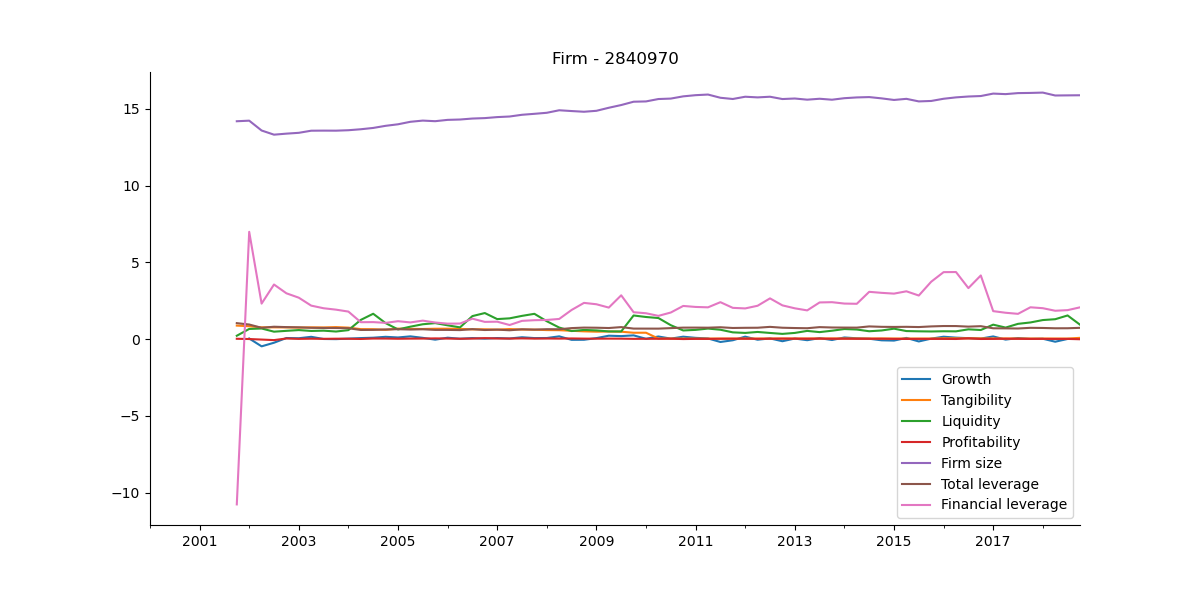 Firm - 2840970
15
10
5
0
−5
−10
2001 2003 2005 2007 2009 2011 2013 2015 2017
Growth
Tangibility
Liquidity
Profitability
Firm size
Total leverage
Financial leverage